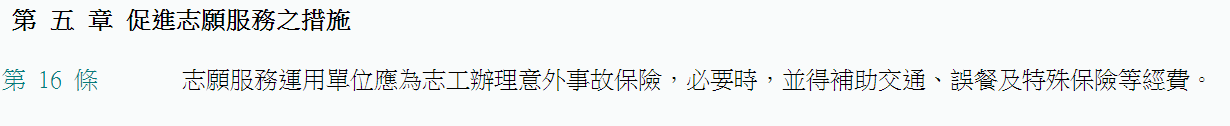 第 五 章 促進志願服務之措施
第 16 條 志願服務運用單位應為志工辦理意外事故保險，必要時，並得補助交通、誤餐及特殊保險等經費。